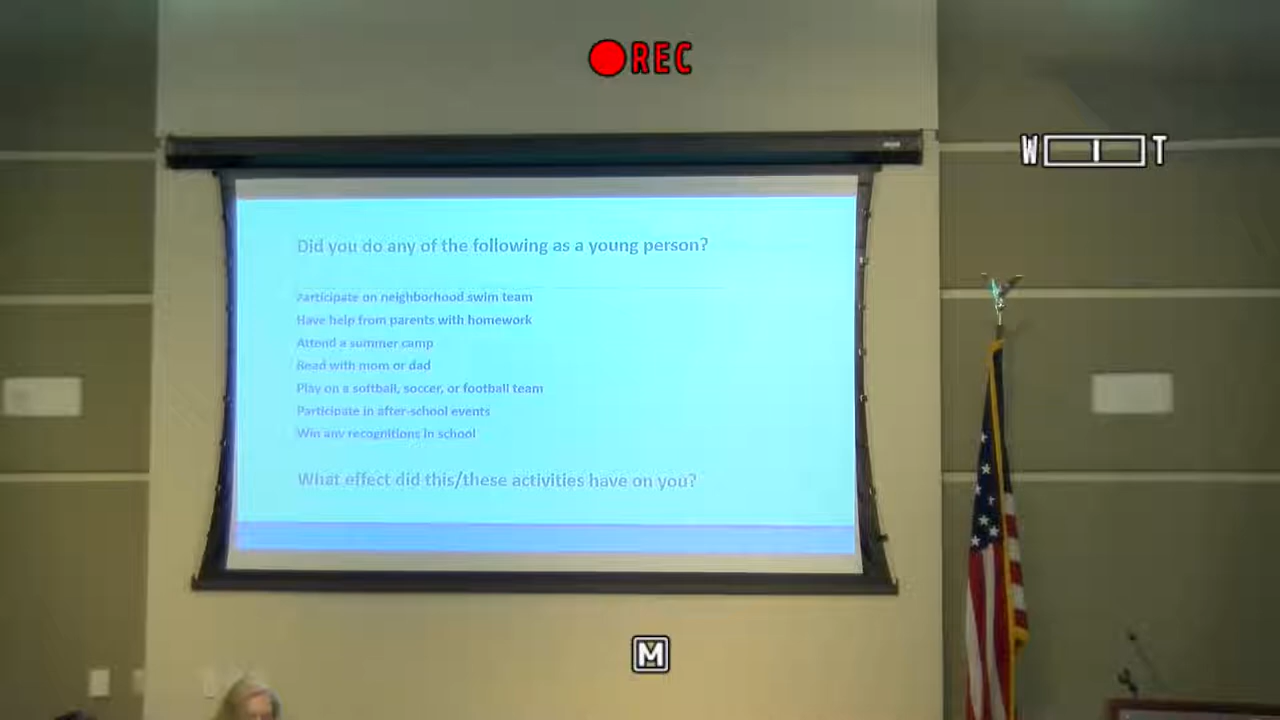 REC
W T
Did you do any of the following as a young person?
Participate on neighborhood swim team
Have help from parents with homework
Attend a summer camp
Read with mom or dad
Play on a softball, soccer, or football team
Participate in after-school events
Win any recognitions in school
What effect did this/these activities have on you?
M